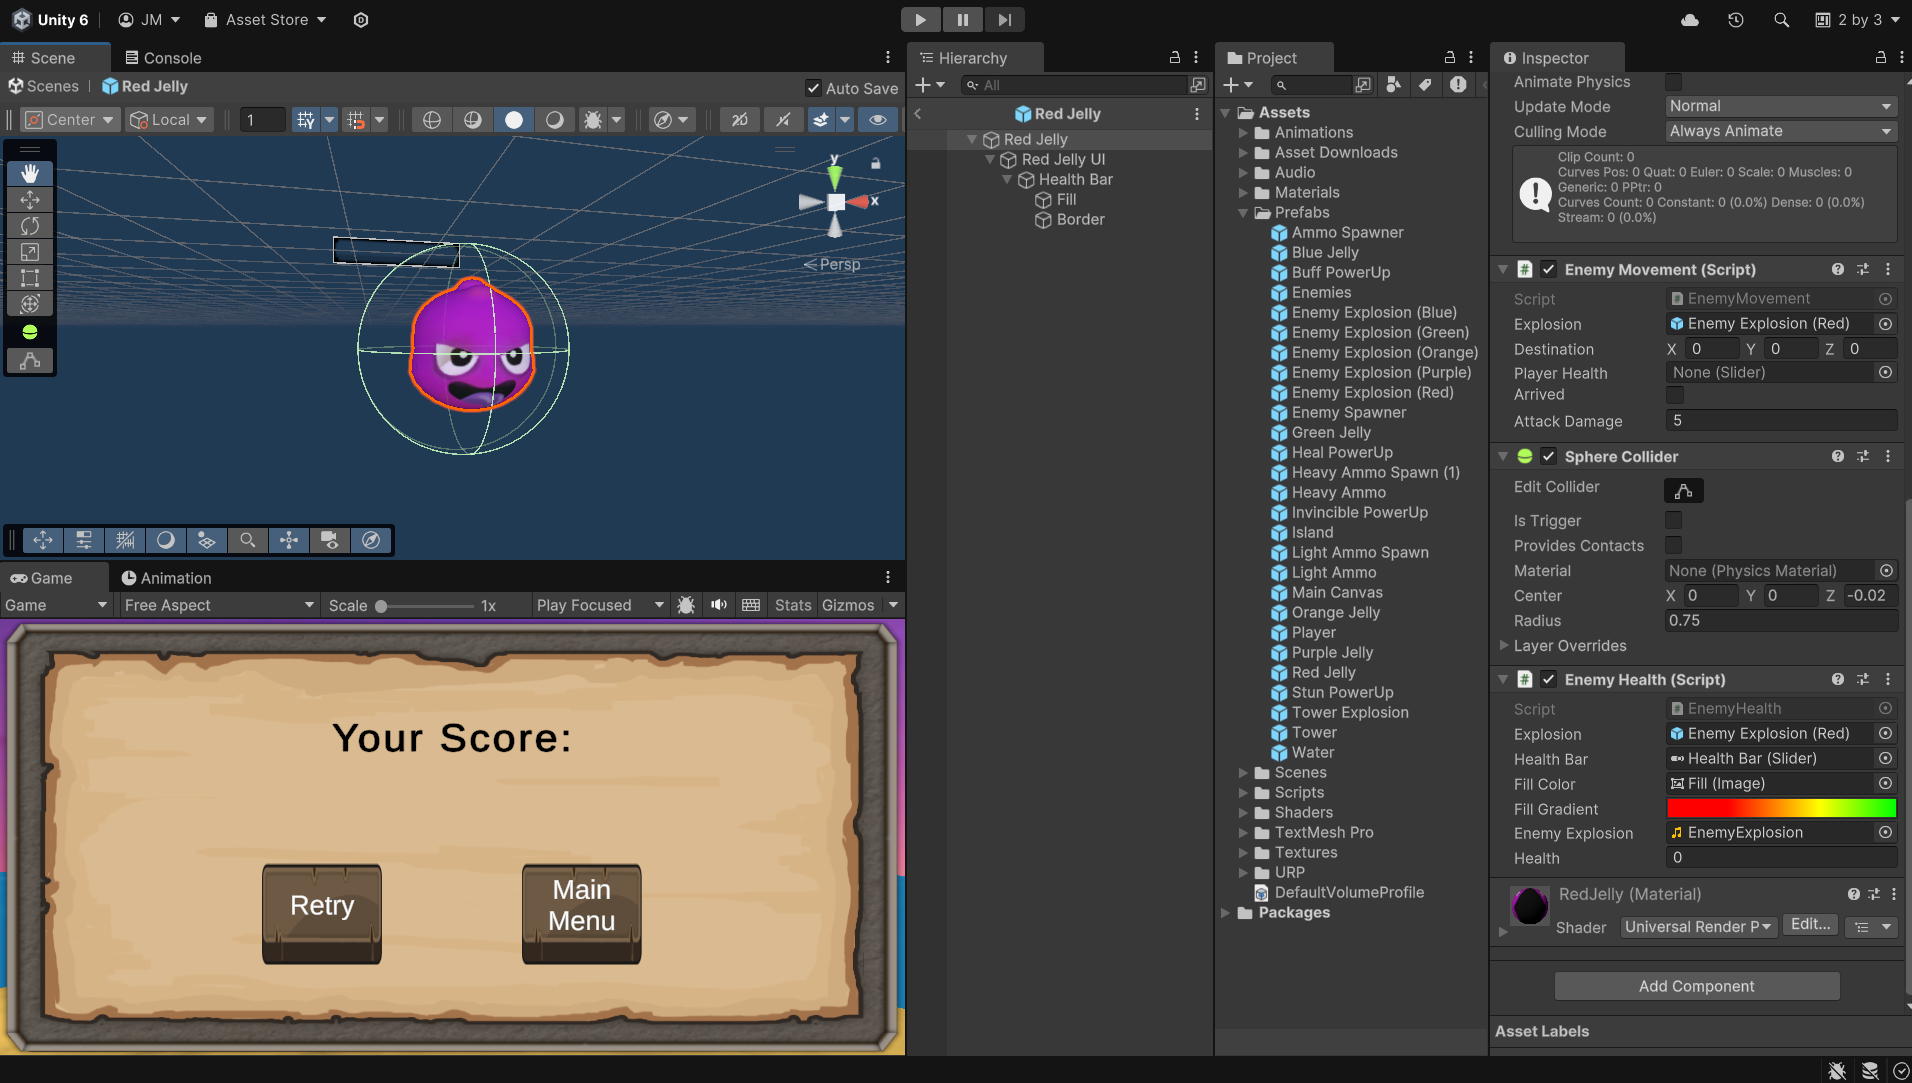 Unity 6
JM
Asset Store
2 by 3
Scene
Console
Scenes
Red Jelly
Auto Save
Center
Local
1
2D
y
x
Persp
Game
Animation
Game
Free Aspect
Scale
1x
Play Focused
Stats
Gizmos
Your Score:
Retry
Main
Menu
Hierarchy
All
Red Jelly
Red Jelly
Red Jelly UI
Health Bar
Fill
Border
Project
Assets
Animations
Asset Downloads
Audio
Materials
Prefabs
Ammo Spawner
Blue Jelly
Buff PowerUp
Enemies
Enemy Explosion (Blue)
Enemy Explosion (Green)
Enemy Explosion (Orange)
Enemy Explosion (Purple)
Enemy Explosion (Red)
Enemy Spawner
Green Jelly
Heal PowerUp
Heavy Ammo Spawn (1)
Heavy Ammo
Invincible PowerUp
Island
Light Ammo Spawn
Light Ammo
Main Canvas
Orange Jelly
Player
Purple Jelly
Red Jelly
Stun PowerUp
Tower Explosion
Tower
Water
Scenes
Scripts
Shaders
TextMesh Pro
Textures
URP
DefaultVolumeProfile
Packages
Inspector
Animate Physics
Update Mode Normal
Culling Mode Always Animate
Clip Count: 0
Curves Pos: 0 Quat: 0 Euler: 0 Scale: 0 Muscles: 0
Generic: 0 PPtr: 0
Curves Count: 0 Constant: 0 (0.0%) Dense: 0 (0.0%)
Stream: 0 (0.0%)
# Enemy Movement (Script)
Script # EnemyMovement
Explosion Enemy Explosion (Red)
Destination X 0 Y 0 Z 0
Player Health None (Slider)
Arrived
Attack Damage 5
Sphere Collider
Edit Collider
Is Trigger
Provides Contacts
Material None (Physics Material)
Center X 0 Y 0 Z -0.02
Radius 0.75
Layer Overrides
# Enemy Health (Script)
Script # EnemyHealth
Explosion Enemy Explosion (Red)
Health Bar Health Bar (Slider)
Fill Color Fill (Image)
Fill Gradient
Enemy Explosion EnemyExplosion
Health 0
RedJelly (Material)
Shader Universal Render P Edit...
Add Component
Asset Labels